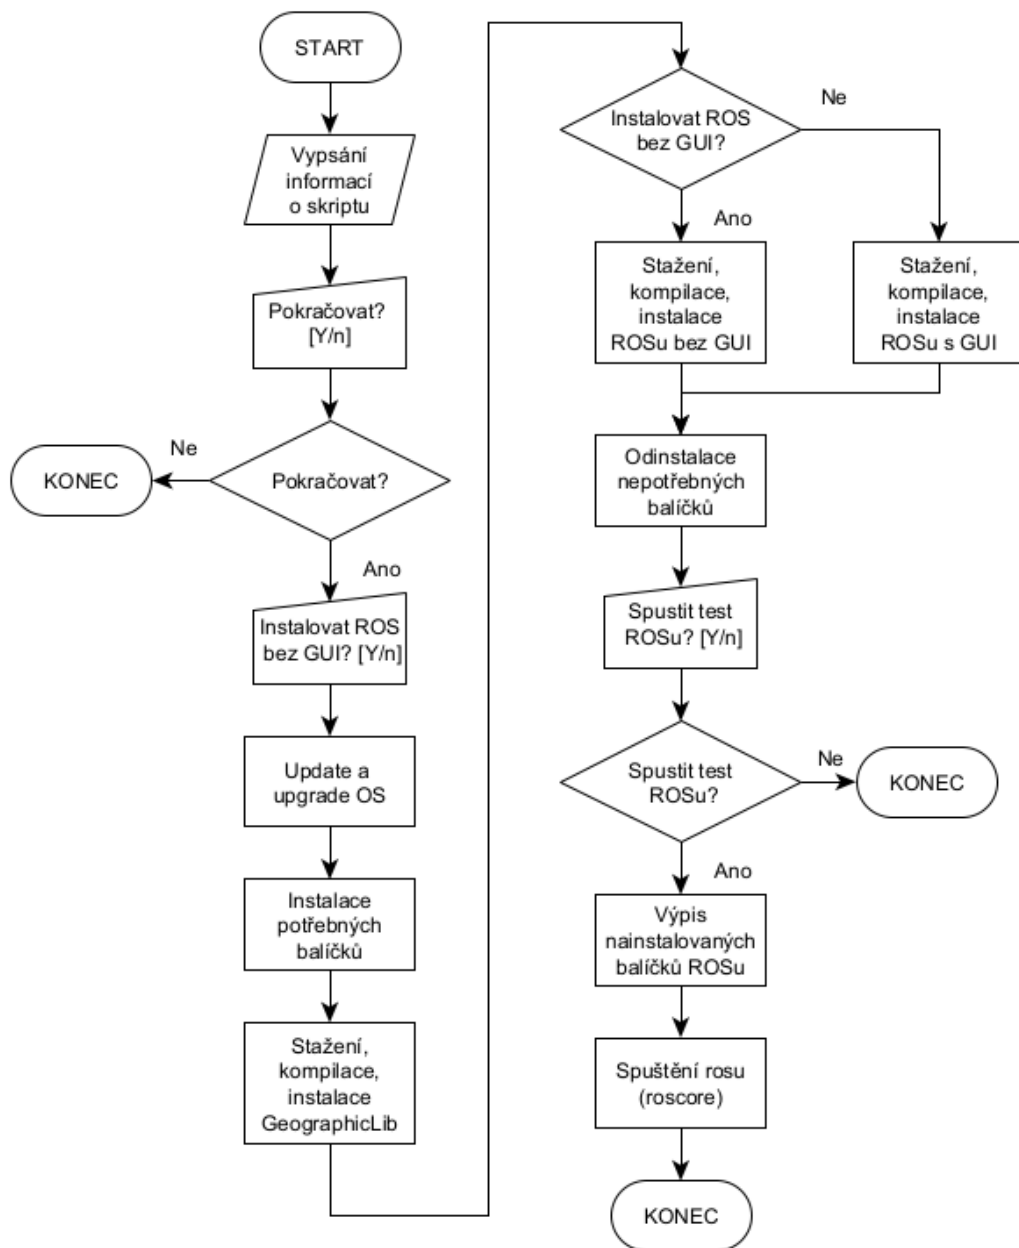 START
Vypsání
informací
o skriptu
Pokračovat?
[Y/n]
Pokračovat?
Ne
KONEC
Ano
Instalovat ROS
bez GUI? [Y/n]
Update a
upgrade OS
Instalace
potřebných
balíčků
Stažení,
kompilace,
instalace
GeographicLib
Instalovat ROS
bez GUI?
Ne
Ano
Stažení,
kompilace,
instalace
ROSu bez GUI
Stažení,
kompilace,
instalace
ROSu s GUI
Odinstalace
nepotřebných
balíčků
Spustit test
ROSu? [Y/n]
Spustit test
ROSu?
Ne
KONEC
Ano
Výpis
nainstalovaných
balíčků ROSu
Spuštění rosu
(roscore)
KONEC